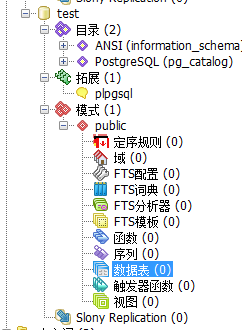 Slony Replication (0)
test
目录 (2)
ANSI (information_schema)
PostgreSQL (pg_catalog)
拓展 (1)
plpgsql
模式 (1)
public
定序规则 (0)
域 (0)
FTS配置 (0)
FTS词典 (0)
FTS分析器 (0)
FTS模板 (0)
函数 (0)
序列 (0)
数据表 (0)
触发器函数 (0)
视图 (0)
Slony Replication (0)